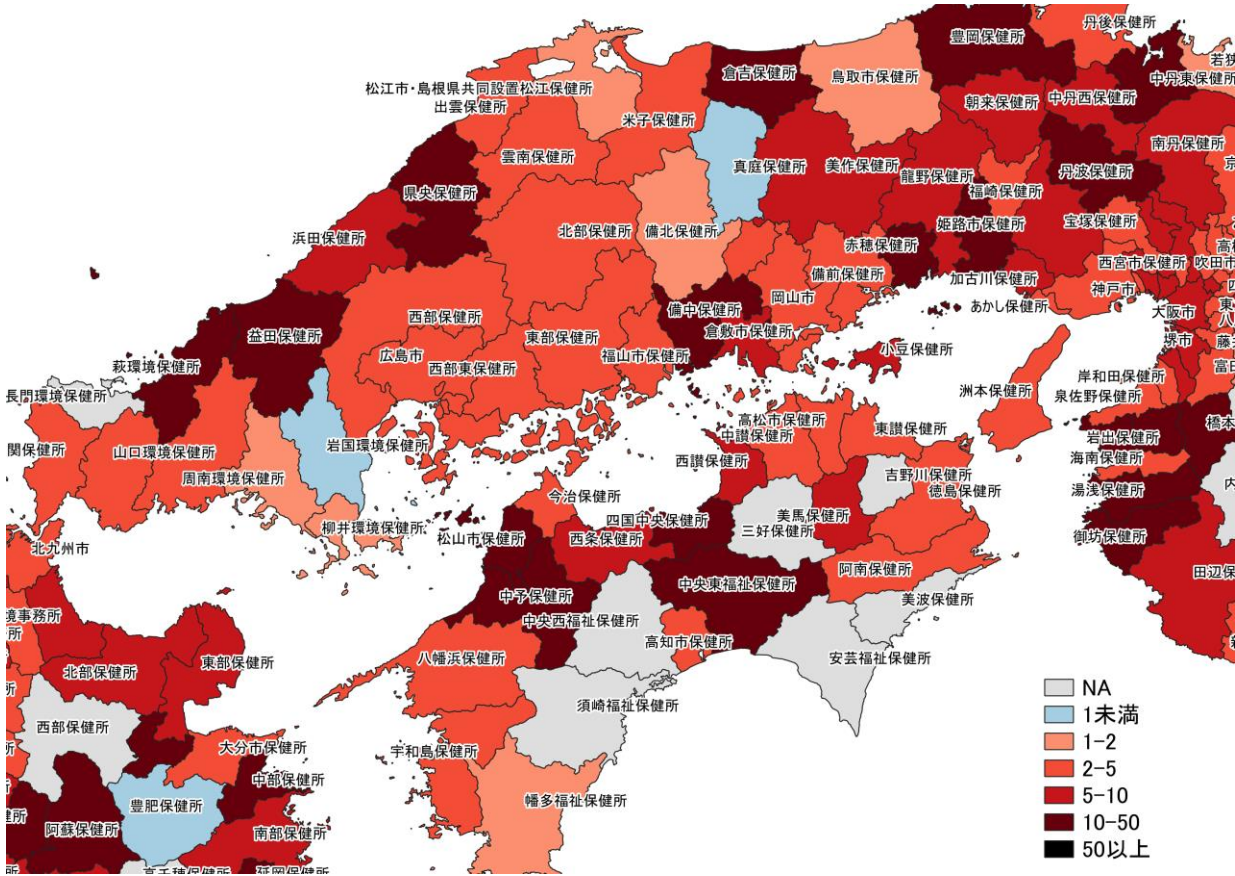 丹後保健所
豊岡保健所
若狭
倉吉保健所
鳥取市保健所
中丹東保健所
松江市・島根県共同設置松江保健所
朝来保健所
中丹西保健所
出雲保健所
米子保健所
南丹保健所
雲南保健所
真庭保健所
美作保健所
龍野保健所
丹波保健所
京
県央保健所
福崎保健所
宝塚保健所
浜田保健所
北部保健所
備北保健所
姫路市保健所
赤穂保健所
西宮市保健所
吹田市
備前保健所
加古川保健所
神戸市
西部保健所
備中保健所
岡山市
あかし保健所
大阪市
東
益田保健所
東部保健所
倉敷市保健所
八
堺市
藤
萩環境保健所
広島市
西部東保健所
福山市保健所
小豆保健所
富田
長門環境保健所
洲本保健所
岸和田保健所
泉佐野保健所
高松市保健所
橋本
関保健所
山口環境保健所
岩国環境保健所
中讃保健所
東讃保健所
岩出保健所
周南環境保健所
西讃保健所
吉野川保健所
海南保健所
今治保健所
徳島保健所
湯浅保健所
内
柳井環境保健所
四国中央保健所
美馬保健所
松山市保健所
西条保健所
三好保健所
御坊保健所
北九州市
阿南保健所
田辺保
中予保健所
中央東福祉保健所
美波保健所
境事務所
中央西福祉保健所
所
高知市保健所
安芸福祉保健所
北部保健所
東部保健所
八幡浜保健所
NA
西部保健所
須崎福祉保健所
1未満
大分市保健所
宇和島保健所
1-2
中部保健所
2-5
豊肥保健所
幡多福祉保健所
5-10
阿蘇保健所
南部保健所
10-50
50以上
高千穂保健所
延岡保健所